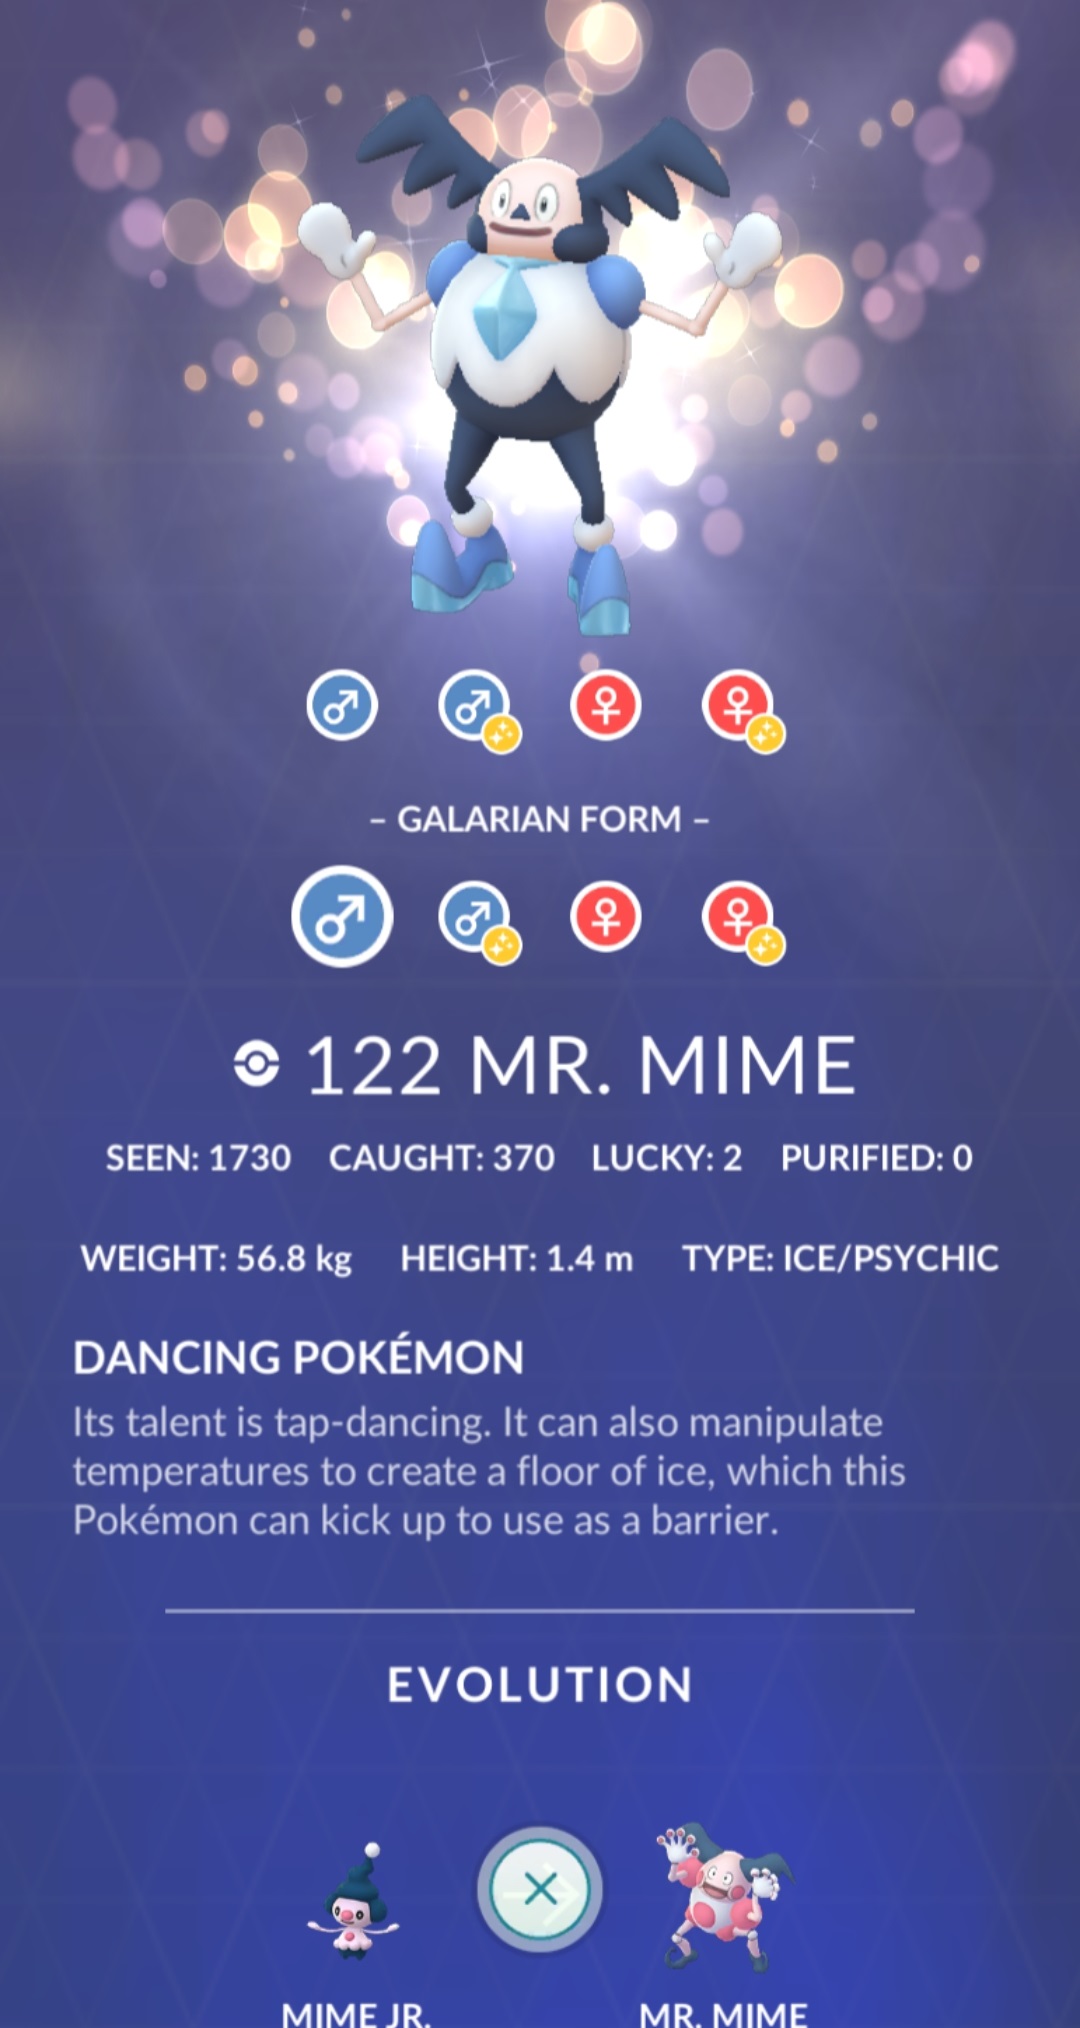 – GALARIAN FORM –
122 MR. MIME
SEEN: 1730 CAUGHT: 370 LUCKY: 2 PURIFIED: 0
WEIGHT: 56.8 kg HEIGHT: 1.4 m TYPE: ICE/PSYCHIC
DANCING POKÉMON
Its talent is tap-dancing. It can also manipulate
temperatures to create a floor of ice, which this
Pokémon can kick up to use as a barrier.
EVOLUTION
MIME JR. MR. MIME